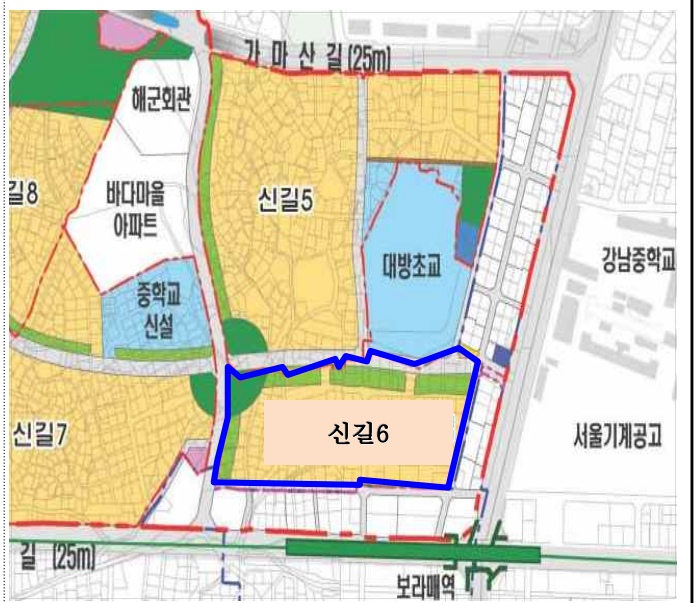 가 마 산 길 (25m)
해군회관
길8
바다마을
아파트
신길5
대방초교
강남중학교
중학교
신설
신길7
신길6
서울기계공고
길 (25m)
보라매역